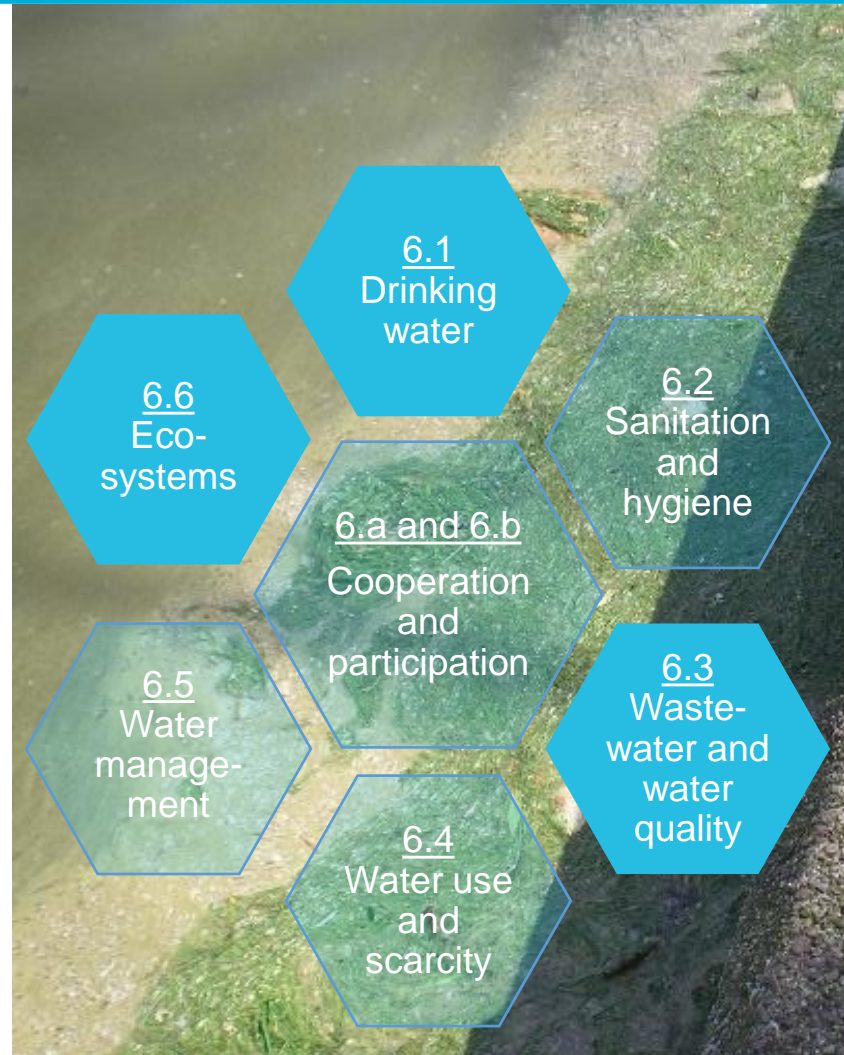 6.1
Drinking
water
6.2
Sanitation
and
hygiene
6.6
Eco-
systems
6.a and 6.b
Cooperation
and
participation
6.3
Waste-
water and
water
quality
6.5
Water
manage-
ment
6.4
Water use
and
scarcity